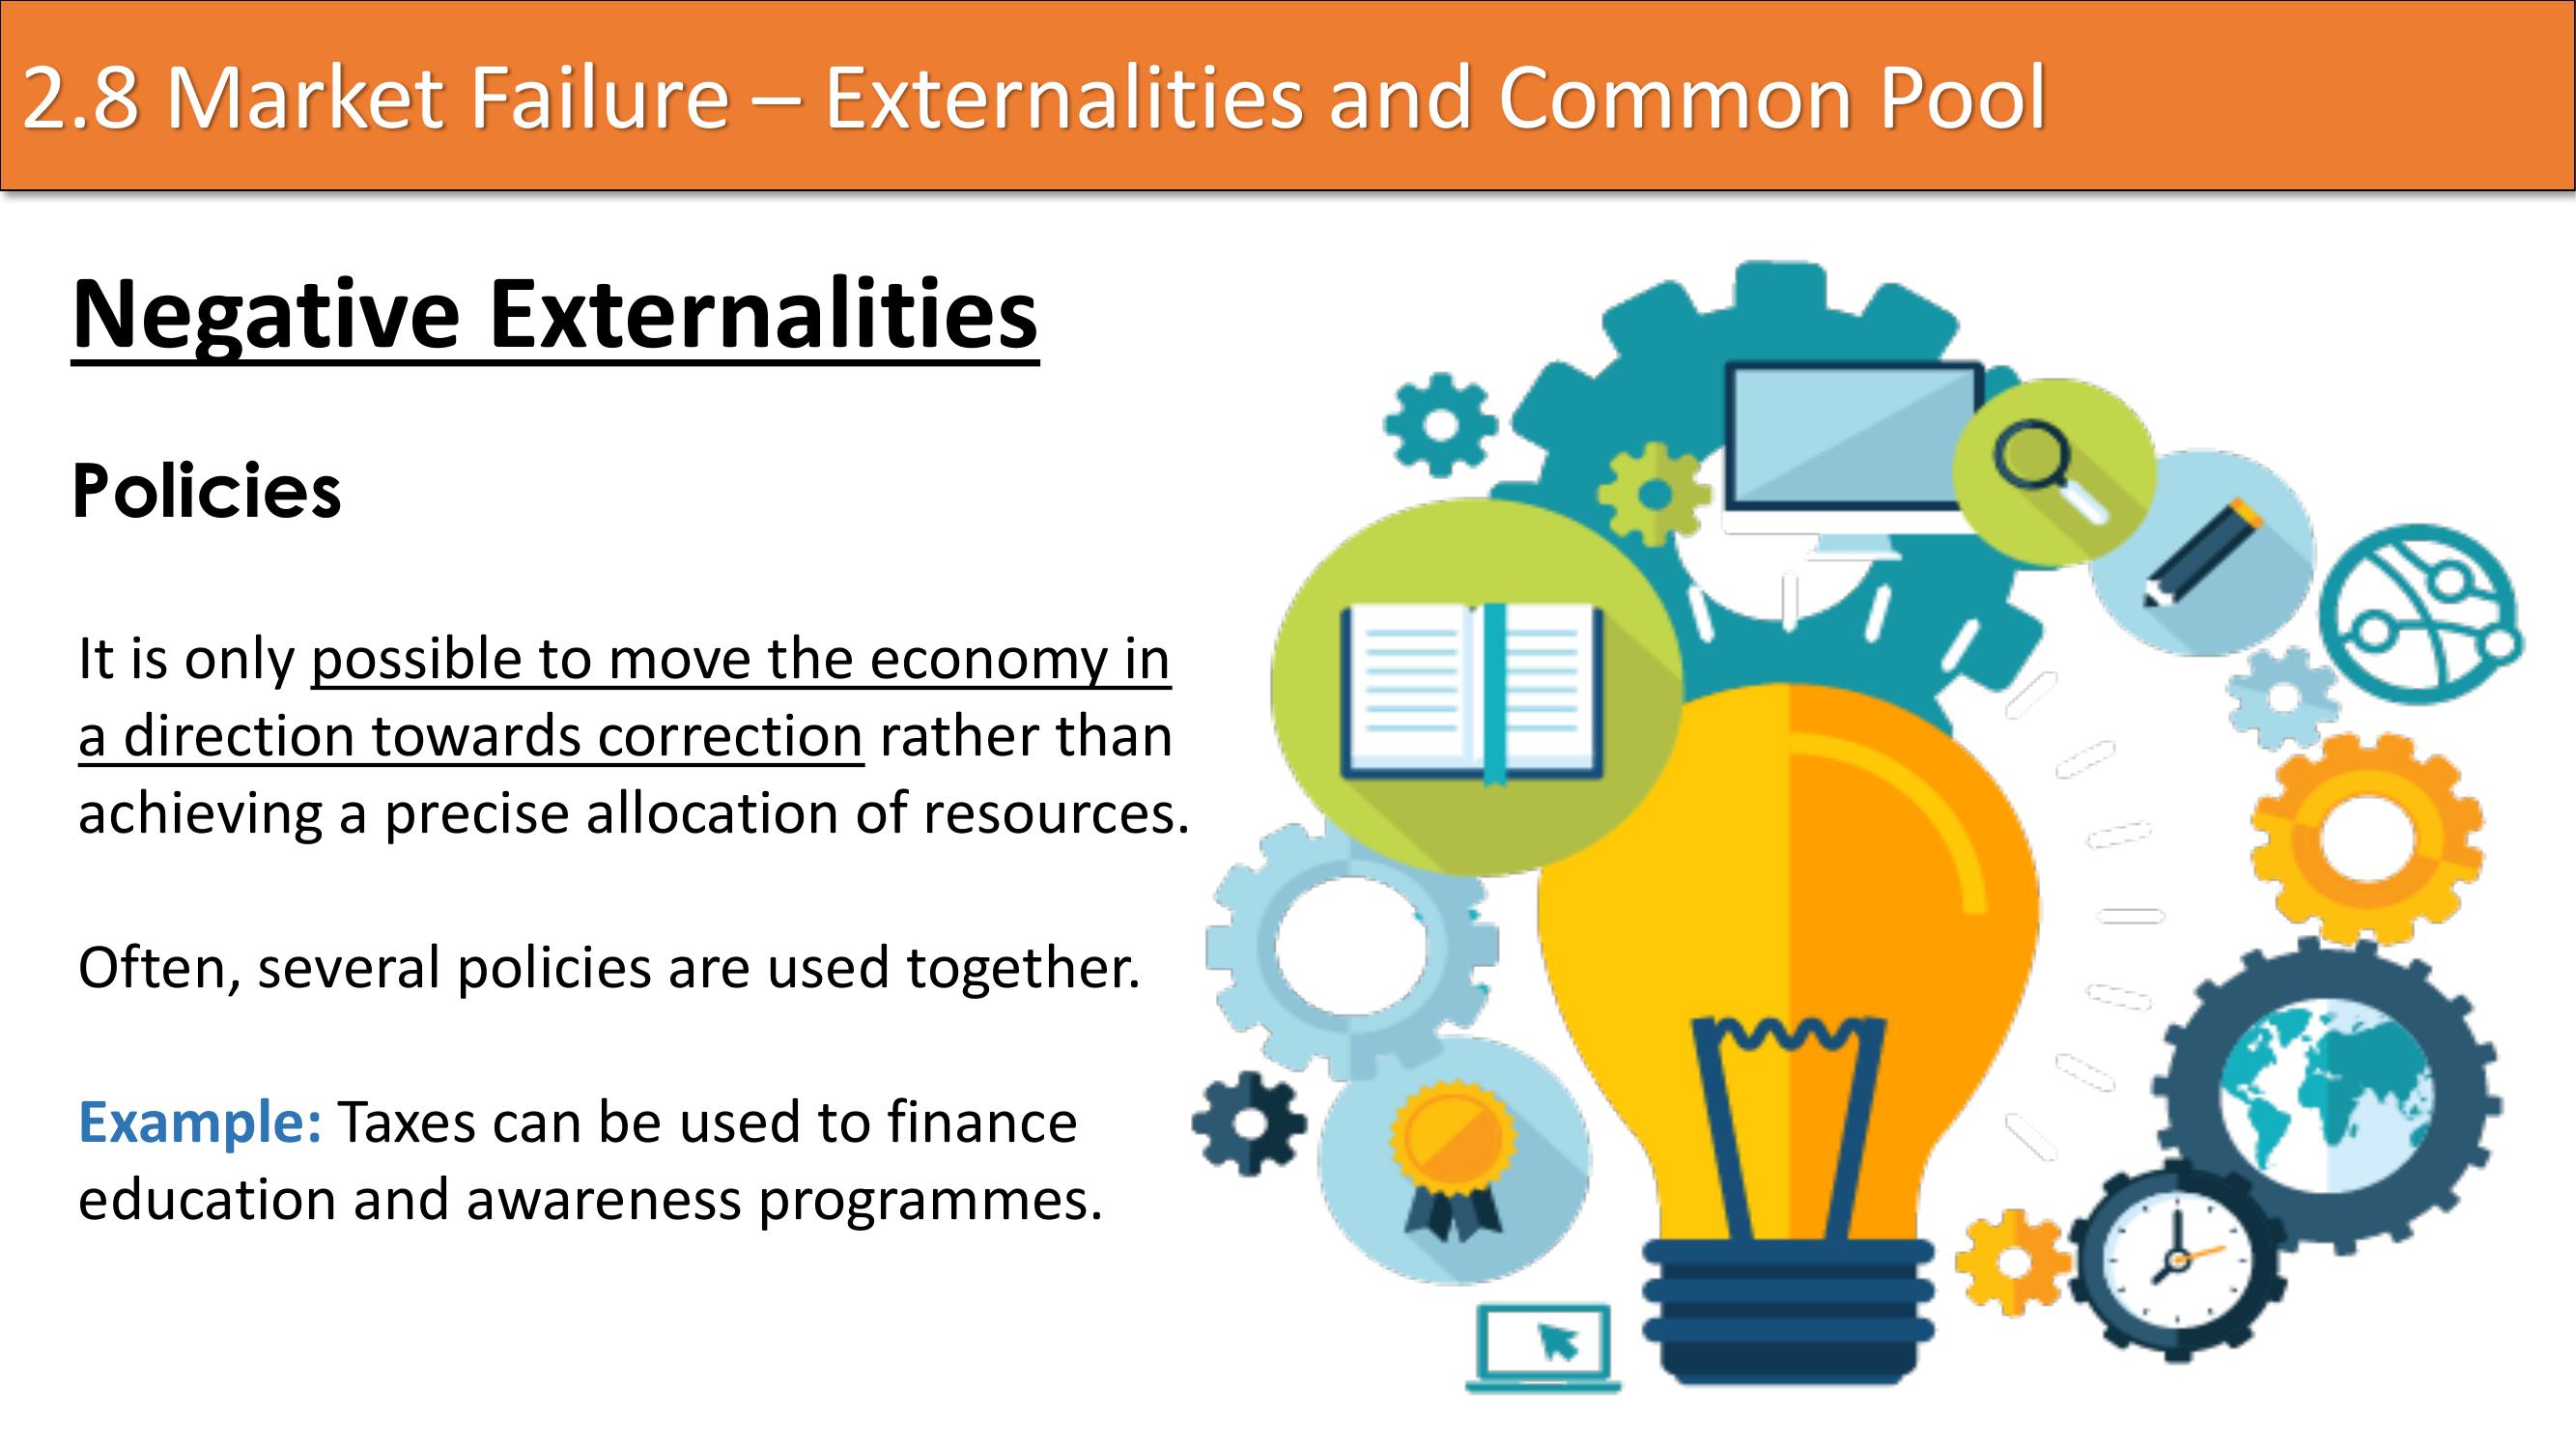 2.8 Market Failure – Externalities and Common Pool
Negative Externalities
Policies
It is only possible to move the economy in
a direction towards correction rather than
achieving a precise allocation of resources.
Often, several policies are used together.
Example: Taxes can be used to finance
education and awareness programmes.